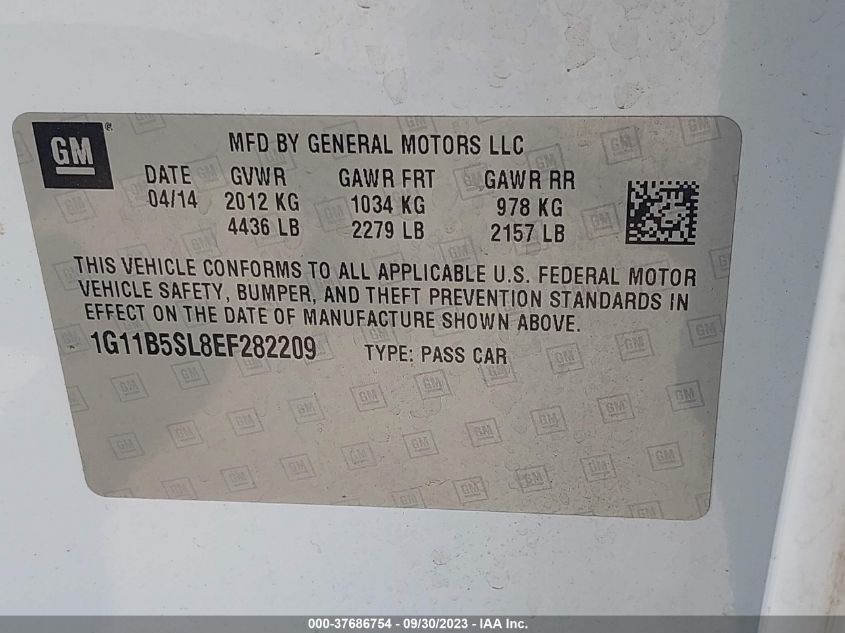 GM®
MFD BY GENERAL MOTORS LLC
DATE GVWR GAWR FRT GAWR RR
04/14 2012 KG 1034 KG 978 KG
4436 LB 2279 LB 2157 LB
THIS VEHICLE CONFORMS TO ALL APPLICABLE U.S. FEDERAL MOTOR
VEHICLE SAFETY, BUMPER, AND THEFT PREVENTION STANDARDS IN
EFFECT ON THE DATE OF MANUFACTURE SHOWN ABOVE.
1G11B5SL8EF282209 TYPE: PASS CAR
000-37686754 - 09/30/2023 - IAA Inc.